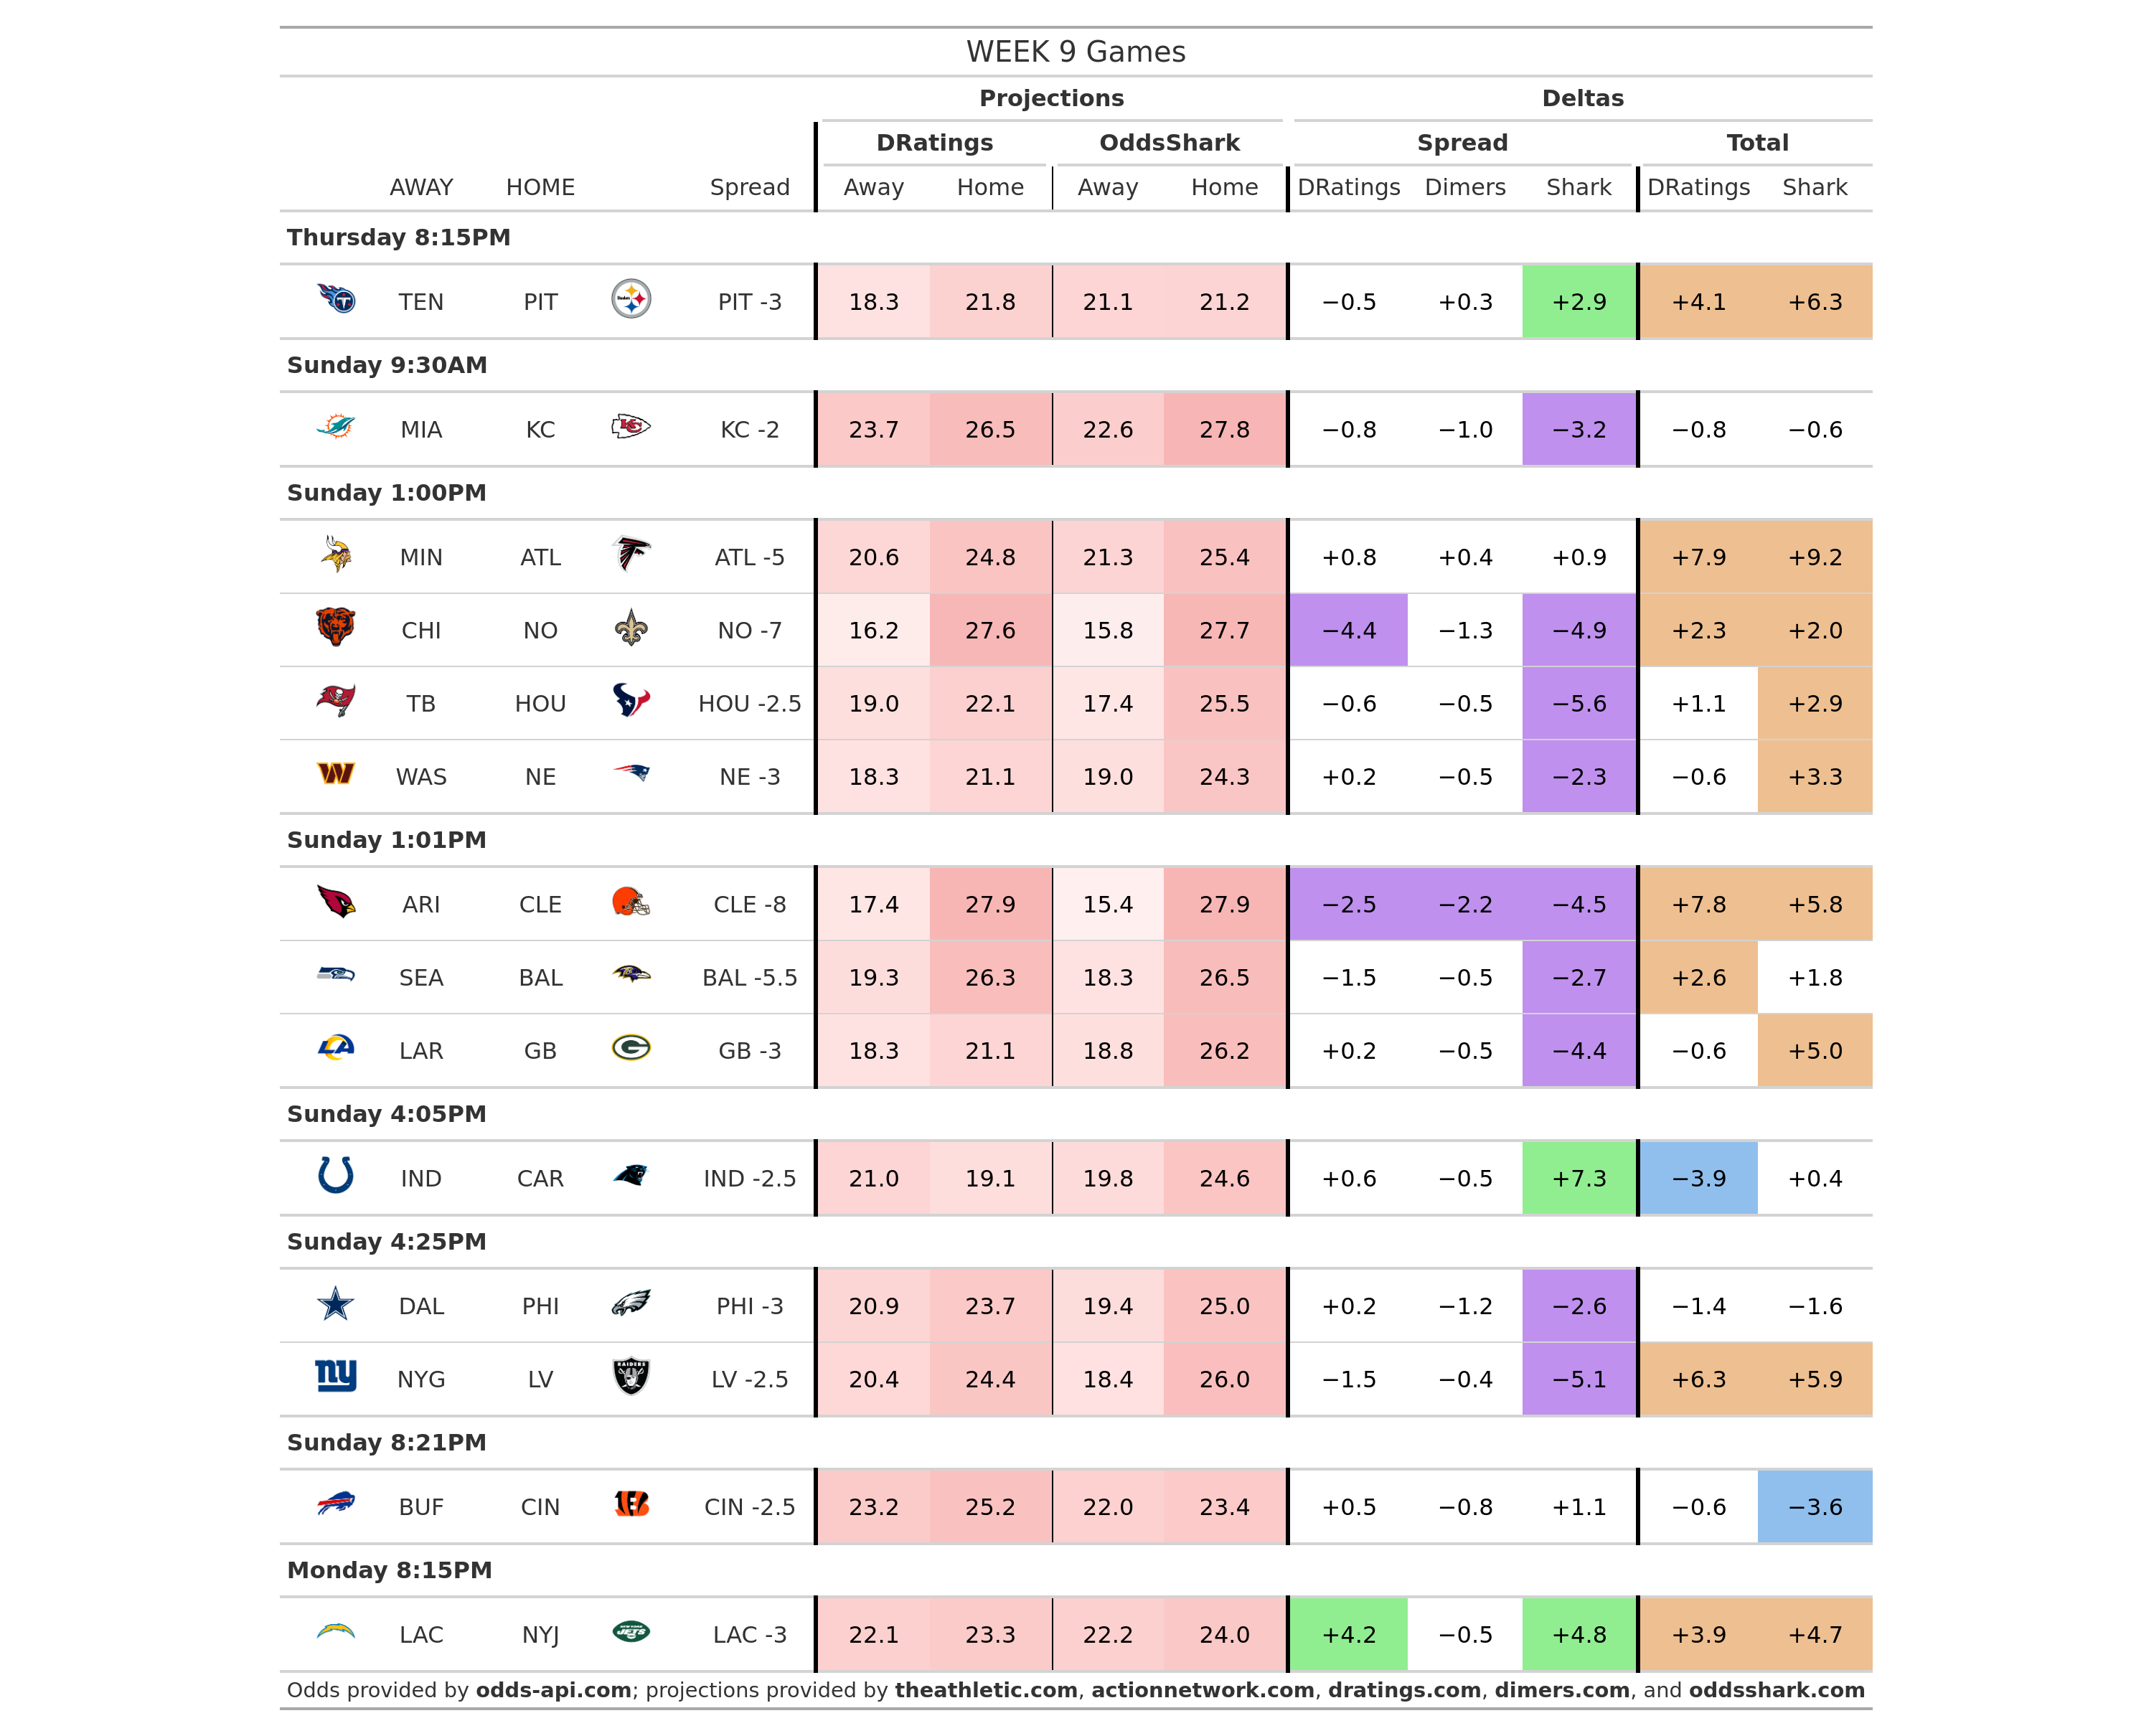 WEEK 9 Games
Projections Deltas
DRatings OddsShark Spread Total
AWAY HOME Spread Away Home Away Home DRatings Dimers Shark DRatings Shark
Thursday 8:15PM
TEN PIT PIT -3 18.3 21.8 21.1 21.2 −0.5 +0.3 +2.9 +4.1 +6.3
Sunday 9:30AM
MIA KC KC -2 23.7 26.5 22.6 27.8 −0.8 −1.0 −3.2 −0.8 −0.6
Sunday 1:00PM
MIN ATL ATL -5 20.6 24.8 21.3 25.4 +0.8 +0.4 +0.9 +7.9 +9.2
CHI NO NO -7 16.2 27.6 15.8 27.7 −4.4 −1.3 −4.9 +2.3 +2.0
TB HOU HOU -2.5 19.0 22.1 17.4 25.5 −0.6 −0.5 −5.6 +1.1 +2.9
WAS NE NE -3 18.3 21.1 19.0 24.3 +0.2 −0.5 −2.3 −0.6 +3.3
Sunday 1:01PM
ARI CLE CLE -8 17.4 27.9 15.4 27.9 −2.5 −2.2 −4.5 +7.8 +5.8
SEA BAL BAL -5.5 19.3 26.3 18.3 26.5 −1.5 −0.5 −2.7 +2.6 +1.8
LAR GB GB -3 18.3 21.1 18.8 26.2 +0.2 −0.5 −4.4 −0.6 +5.0
Sunday 4:05PM
IND CAR IND -2.5 21.0 19.1 19.8 24.6 +0.6 −0.5 +7.3 −3.9 +0.4
Sunday 4:25PM
DAL PHI PHI -3 20.9 23.7 19.4 25.0 +0.2 −1.2 −2.6 −1.4 −1.6
ny NYG LV RAIDERS LV -2.5 20.4 24.4 18.4 26.0 −1.5 −0.4 −5.1 +6.3 +5.9
Sunday 8:21PM
BUF CIN CIN -2.5 23.2 25.2 22.0 23.4 +0.5 −0.8 +1.1 −0.6 −3.6
Monday 8:15PM
LAC NYJ JETS LAC -3 22.1 23.3 22.2 24.0 +4.2 −0.5 +4.8 +3.9 +4.7
Odds provided by odds-api.com; projections provided by theathletic.com, actionnetwork.com, dratings.com, dimers.com, and oddsshark.com